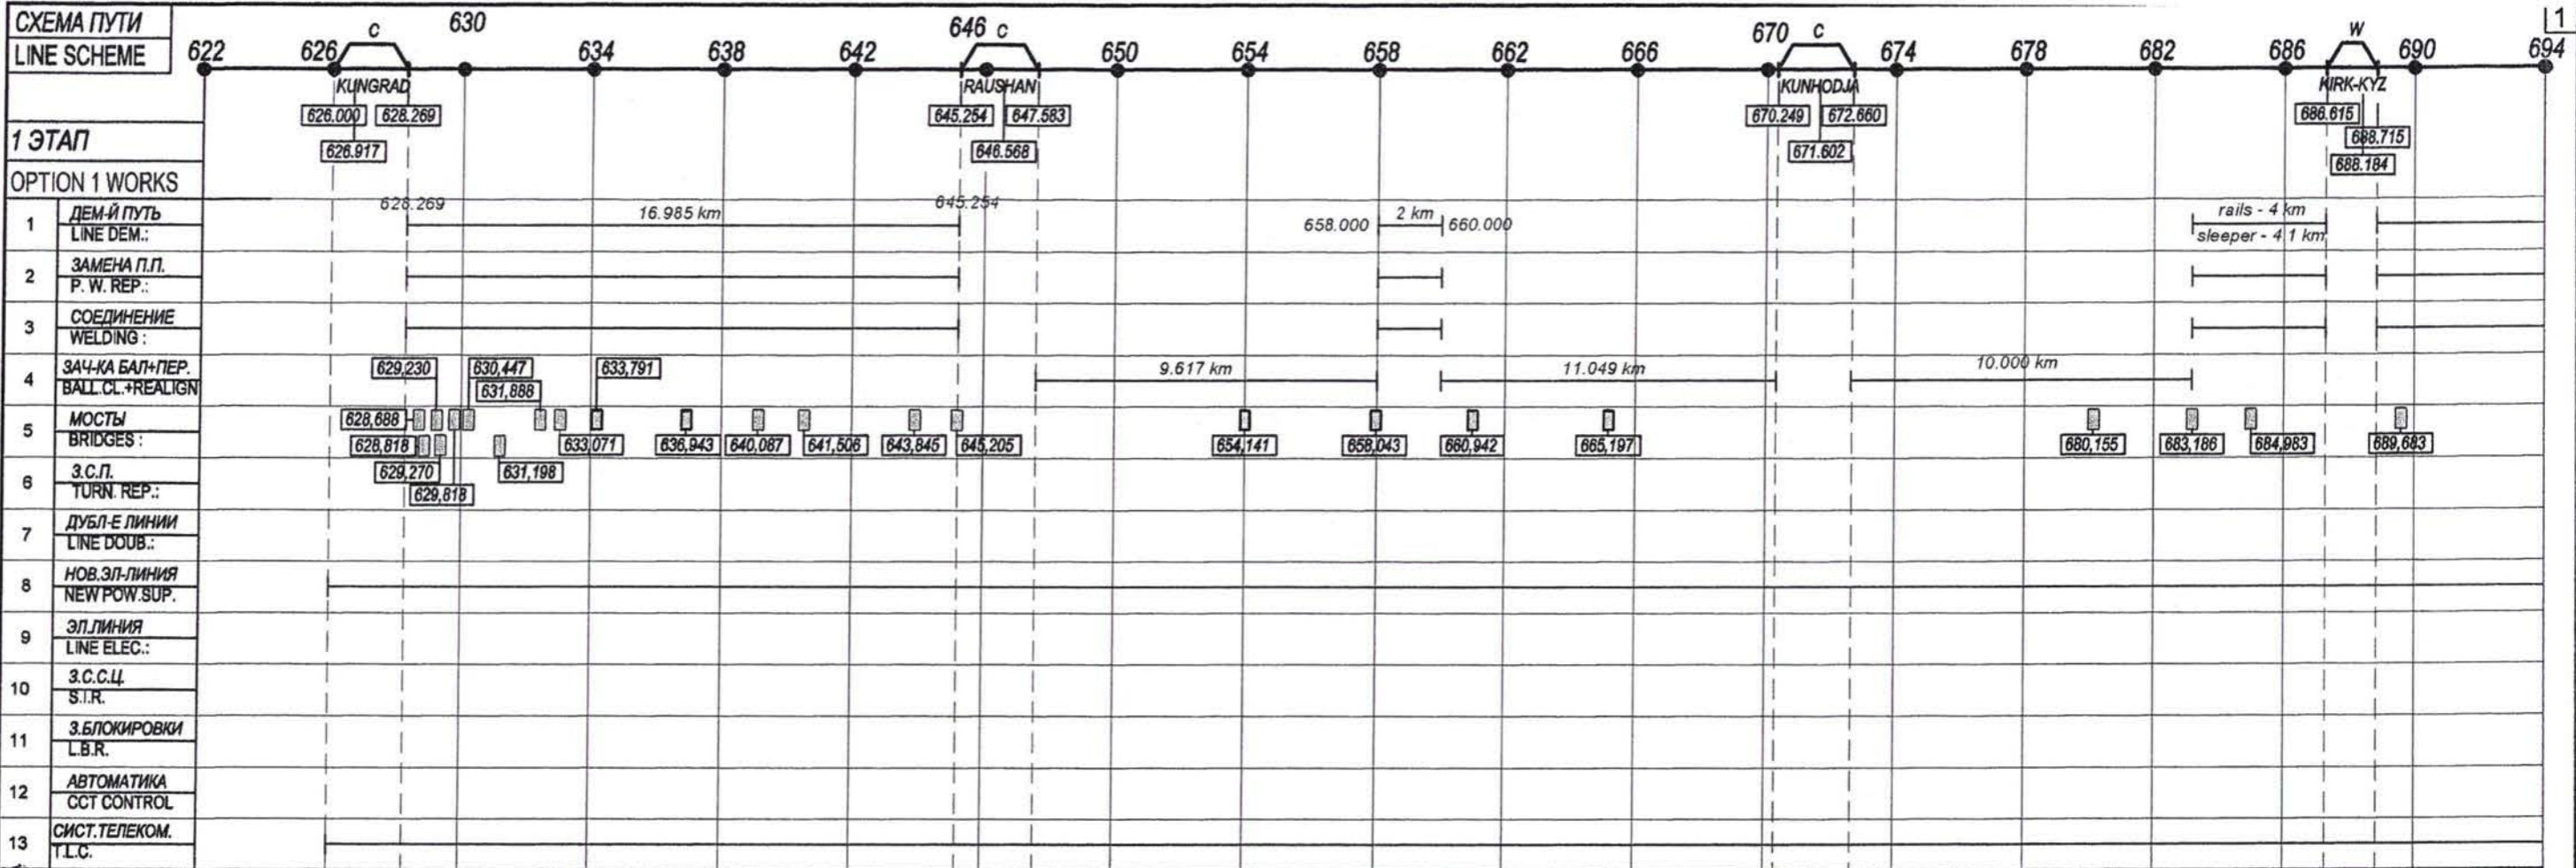 СХЕМА ПУТИ
LINE SCHEME
1
622 626 C 630 634 638 642 646 C 650 654 658 662 666 670 C 674 678 682 686 W 690 694
KUNGRAD RAUSHAN KUNHODJA KIRK-KYZ
626.000 628.269 645.254 647.583 670.249 672.660 686.615
688.715
626.917 646.568 671.602 688.184
1 ЭТАП
OPTION 1 WORKS
1 ДЕМ-Й ПУТЬ
LINE DEM.:
628.269 16.985 km 645.254 658.000 2 km 660.000 rails - 4 km
sleeper - 4.1 km
2 ЗАМЕНА П.П.
P. W. REP.:
3 СОЕДИНЕНИЕ
WELDING :
4 ЗАЧ-КА БАЛ+ПЕР.
BALL.CL.+REALIGN
629,230 630,447 633,791 9.617 km 11.049 km 10.000 km
631,888
5 МОСТЫ
BRIDGES :
628,688
628,818 633,071 636,943 640,087 641,506 643,845 645,205 654,141 658,043 660,942 665,197 680,155 683,186 684,983 689,683
6 З.С.П.
TURN. REP.:
629,270 631,198
629,818
7 ДУБЛ-Е ЛИНИИ
LINE DOUB.:
8 НОВ.ЭЛ-ЛИНИЯ
NEW POW.SUP.
9 ЭЛ.ЛИНИЯ
LINE ELEC.:
10 З.С.С.Ц.
S.I.R.
11 З.БЛОКИРОВКИ
L.B.R.
12 АВТОМАТИКА
CCT CONTROL
13 СИСТ.ТЕЛЕКОМ.
T.L.C.